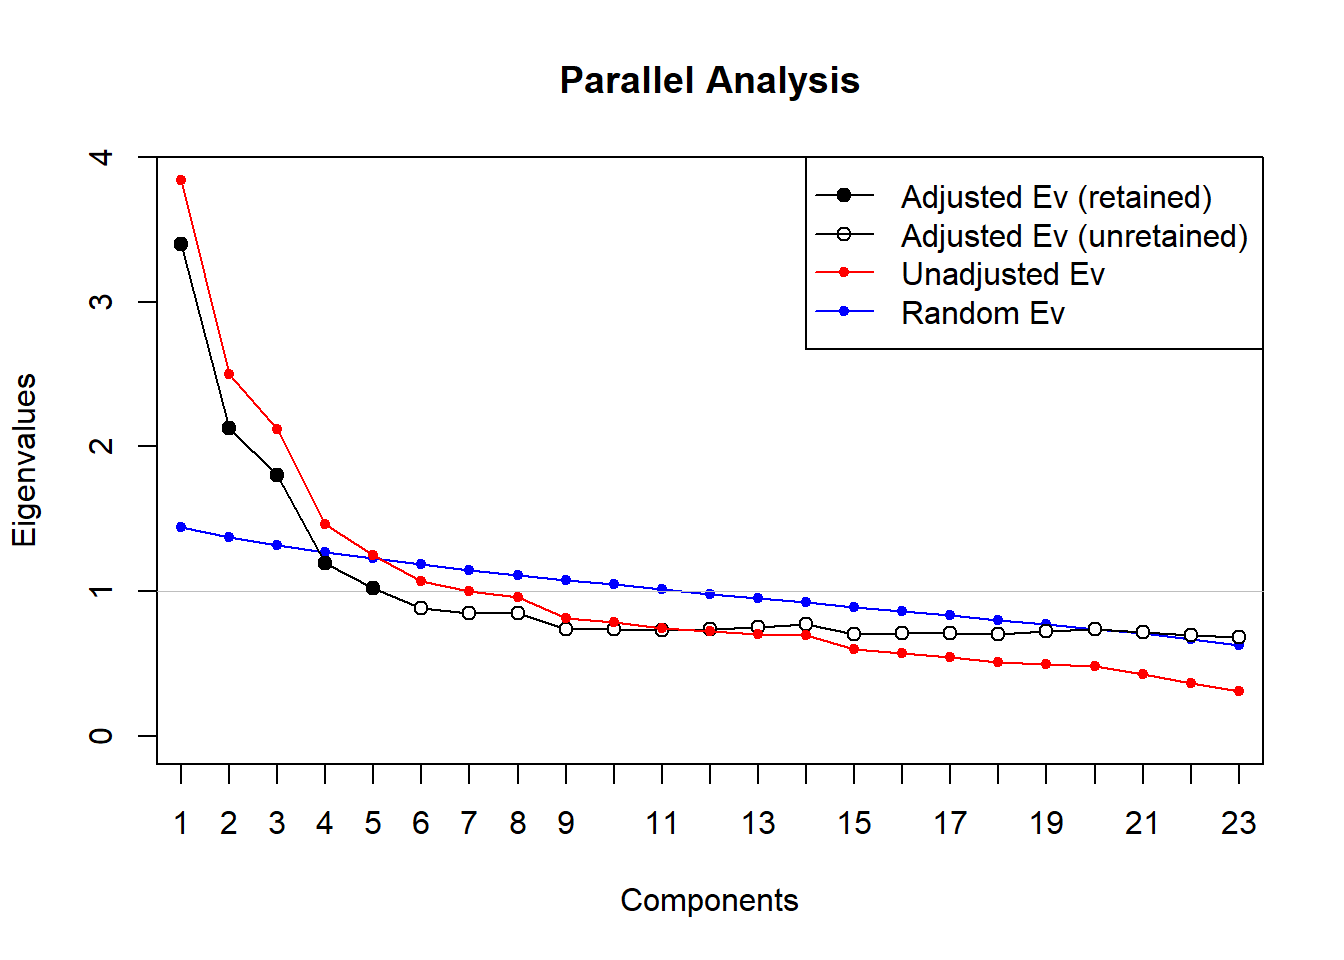 Parallel Analysis
Adjusted Ev (retained)
Adjusted Ev (unretained)
Unadjusted Ev
Random Ev
Eigenvalues
4
3
2
1
0
1 2 3 4 5 6 7 8 9 11 13 15 17 19 21 23
Components